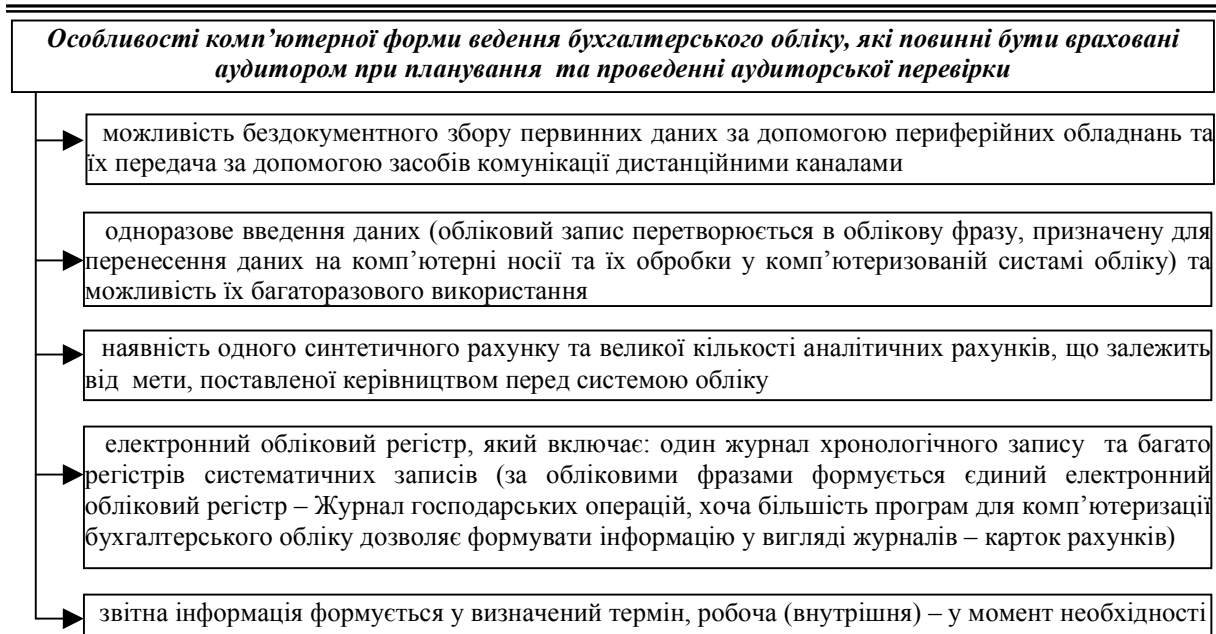 Особливості комп’ютерної форми ведення бухгалтерського обліку, які повинні бути враховані
аудитором при планування та проведенні аудиторської перевірки
можливість бездокументного збору первинних даних за допомогою периферійних обладнань та
їх передача за допомогою засобів комунікації дистанційними каналами
одноразове введення даних (обліковий запис перетворюється в облікову фразу, призначену для
перенесення даних на комп’ютерні носії та їх обробки у комп’ютеризованій систамі обліку) та
можливість їх багаторазового використання
наявність одного синтетичного рахунку та великої кількості аналітичних рахунків, що залежить
від мети, поставленої керівництвом перед системою обліку
електронний обліковий регістр, який включає: один журнал хронологічного запису та багато
регістрів систематичних записів (за обліковими фразами формується єдиний електронний
обліковий регістр – Журнал господарських операцій, хоча більшість програм для комп’ютеризації
бухгалтерського обліку дозволяє формувати інформацію у вигляді журналів – карток рахунків)
звітна інформація формується у визначений термін, робоча (внутрішня) – у момент необхідності